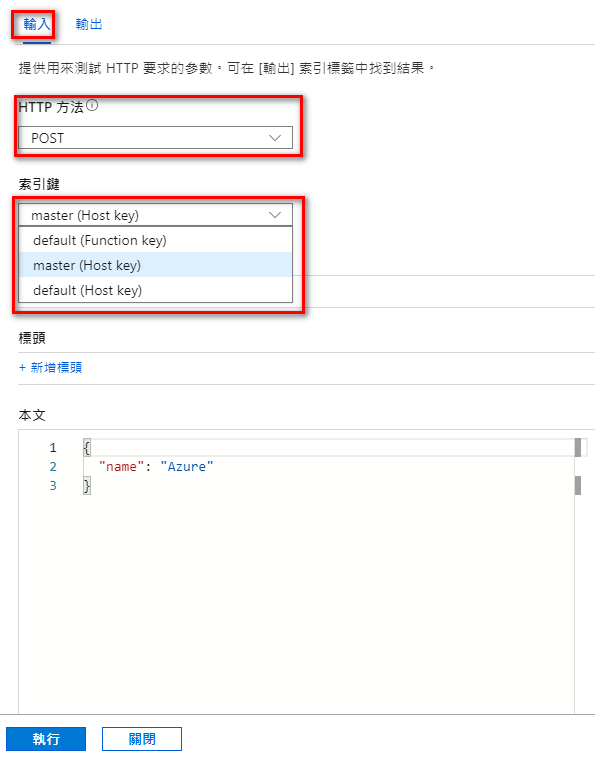 輸入 輸出
提供用來測試 HTTP 要求的參數。可在 [輸出] 索引標籤中找到結果。
HTTP 方法
POST
索引鍵
master (Host key)
default (Function key)
master (Host key)
default (Host key)
標頭
+ 新增標頭
本文
1 {
2 "name": "Azure"
3 }
執行 關閉